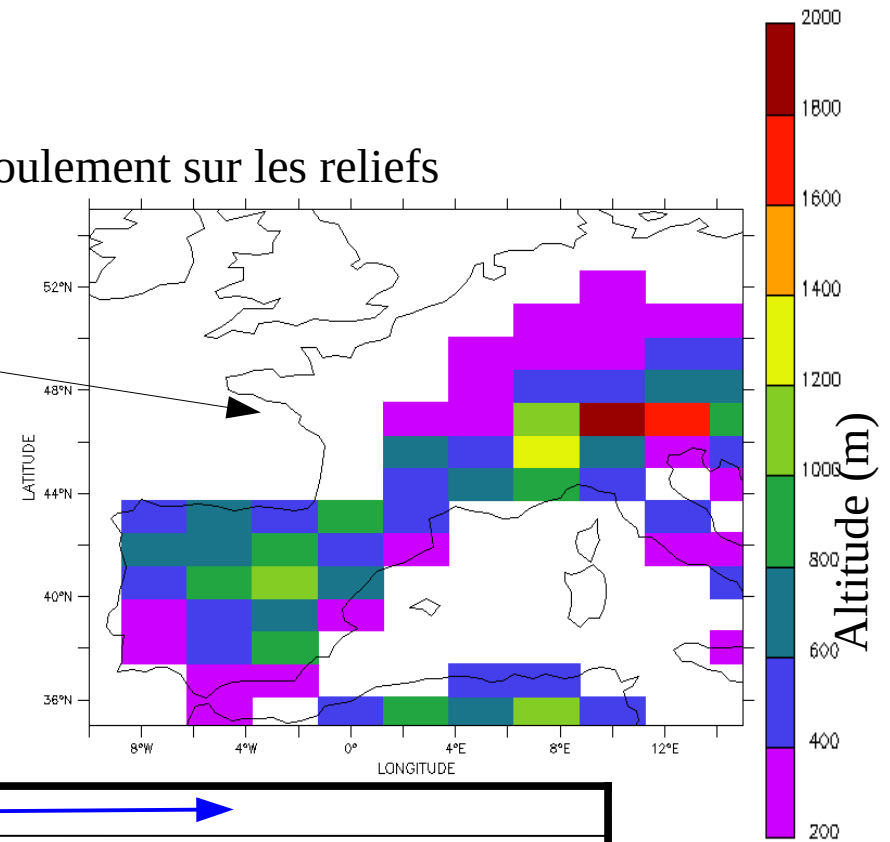 oulement sur les reliefs
2000
1800
1600
1400
1200
1000
800
600
400
200
Altitude (m)
52°N
48°N
44°N
40°N
36°N
LATITUDE
8°W 4°W 0° 4°E 8°E 12°E
LONGITUDE